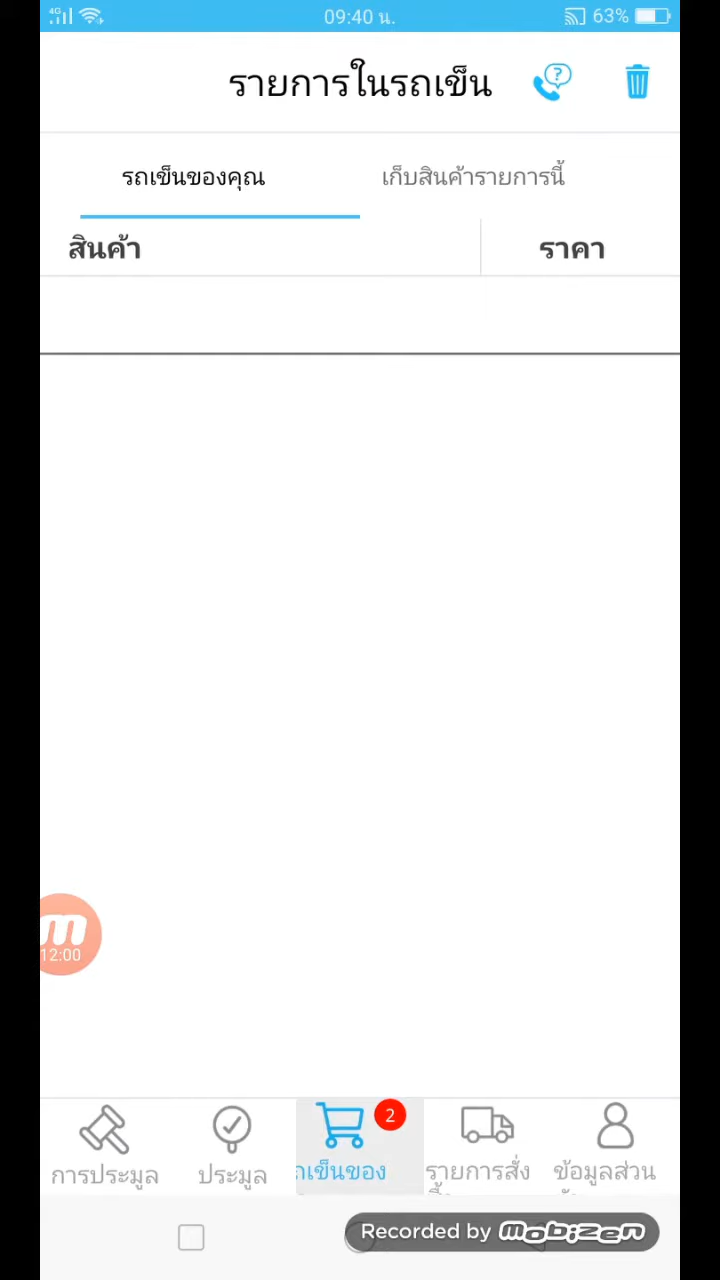 4G 09:40 น. 63%
รายการในรถเข็น
รถเข็นของคุณ เก็บสินค้ารายการนี้
สินค้า ราคา
m
12:00
2
การประมูล ประมูล ถเข็นของ รายการสั่ง ข้อมูลส่วน
Recorded by mobizen